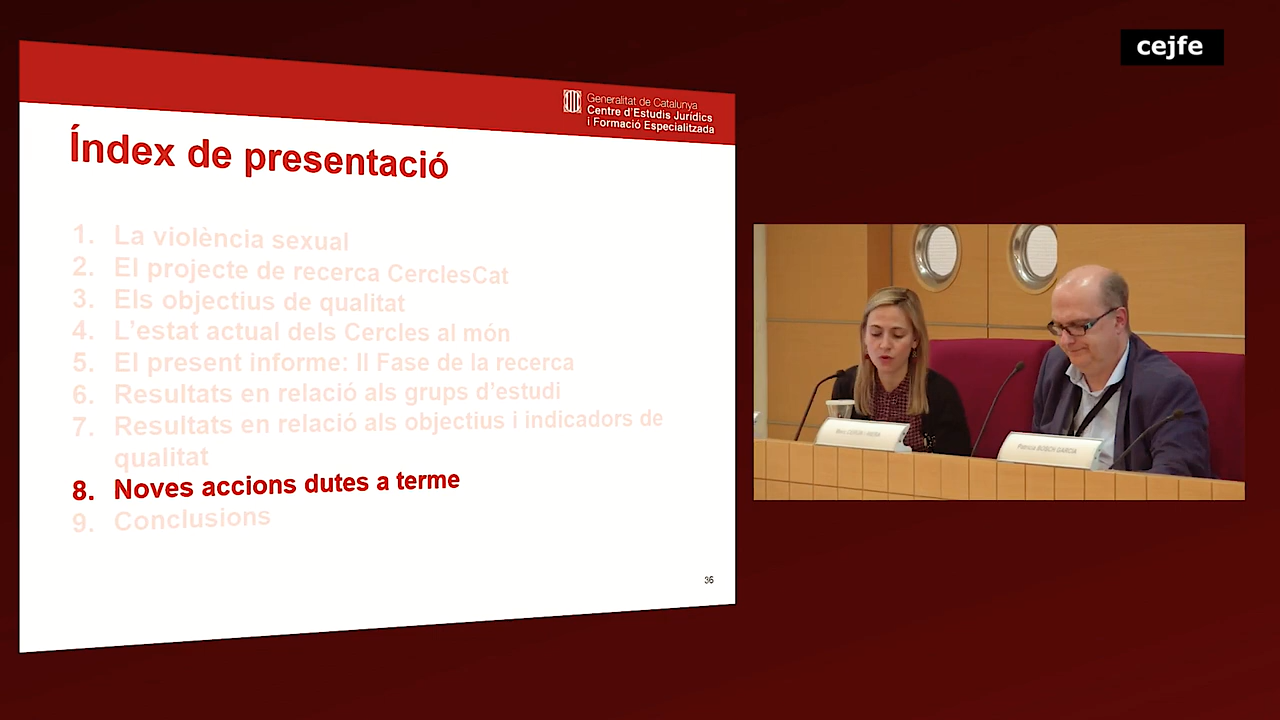 cejfe
Generalitat de Catalunya
Centre d'Estudis Jurídics
i Formació Especialitzada
Índex de presentació
1. La violència sexual
2. El projecte de recerca CerclesCat
3. Els objectius de qualitat
4. L'estat actual dels Cercles al món
5. El present informe: II Fase de la recerca
6. Resultats en relació als grups d'estudi
7. Resultats en relació als objectius i indicadors de
qualitat
8. Noves accions dutes a terme
9. Conclusions
36